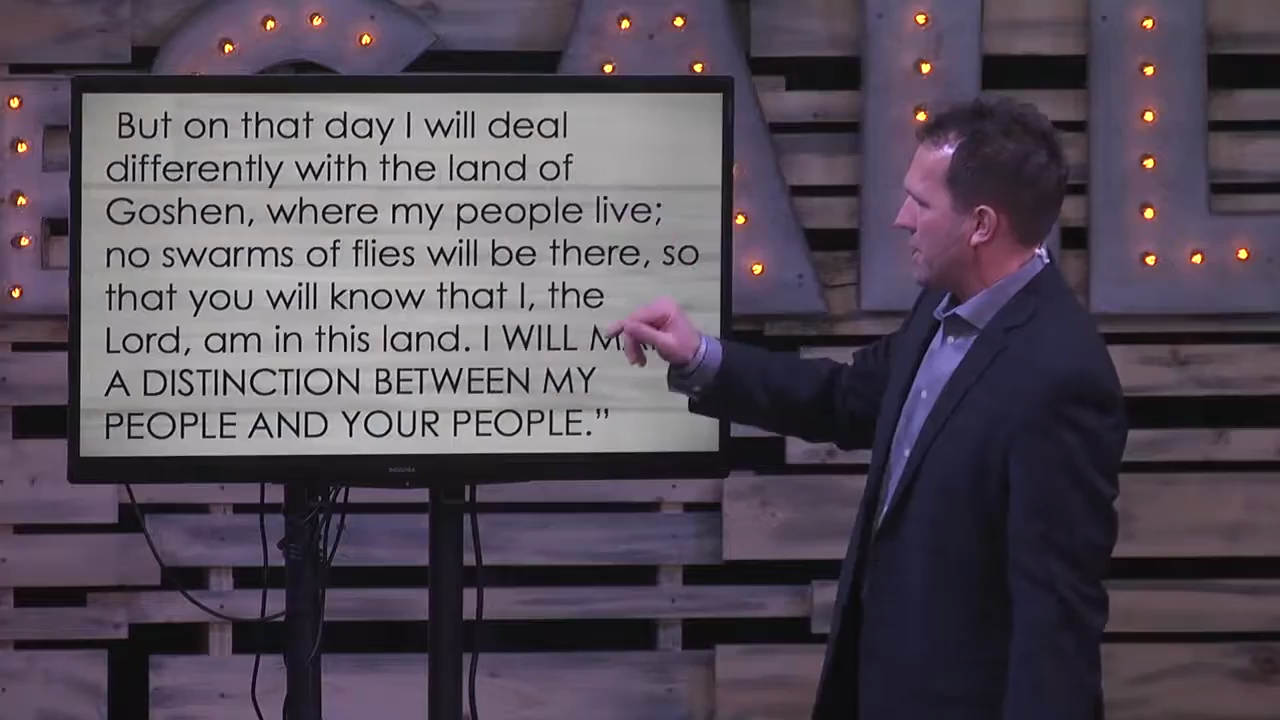 CALL
But on that day I will deal
differently with the land of
Goshen, where my people live;
no swarms of flies will be there, so
that you will know that I, the
Lord, am in this land. I WILL
A DISTINCTION BETWEEN MY
PEOPLE AND YOUR PEOPLE.”
INSIGNIA